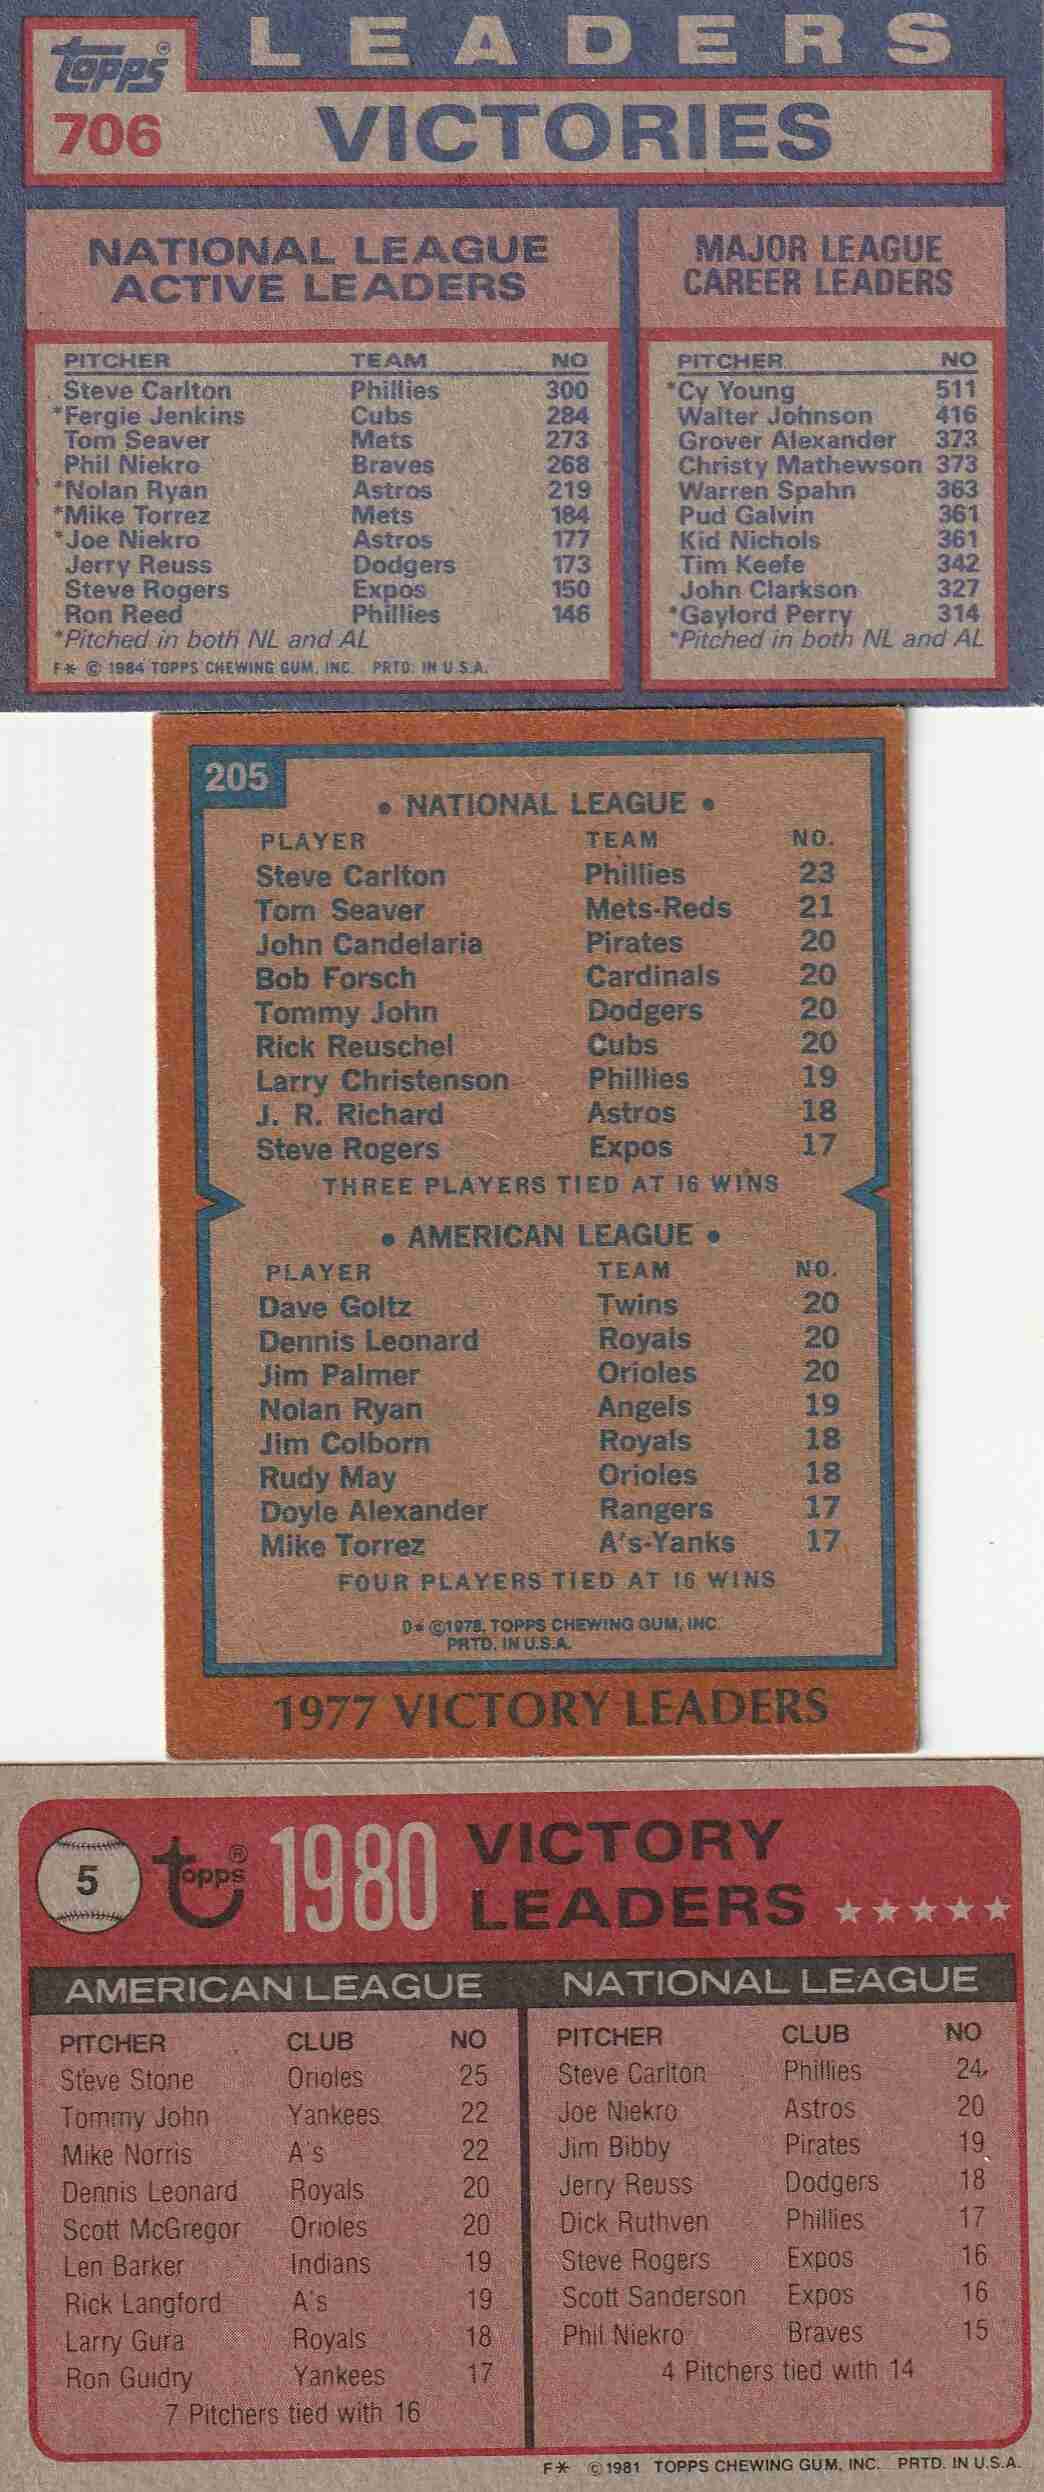 LEADERS
Topps®
706
VICTORIES
NATIONAL LEAGUE
ACTIVE LEADERS
PITCHER TEAM NO
Steve Carlton Phillies 300
*Fergie Jenkins Cubs 284
Tom Seaver Mets 273
Phil Niekro Braves 268
*Nolan Ryan Astros 219
*Mike Torrez Mets 184
*Joe Niekro Astros 177
Jerry Reuss Dodgers 173
Steve Rogers Expos 150
Ron Reed Phillies 146
*Pitched in both NL and AL
F* © 1984 TOPPS CHEWING GUM, INC. PRTD. IN U.S.A.
MAJOR LEAGUE
CAREER LEADERS
PITCHER NO
*Cy Young 511
Walter Johnson 416
Grover Alexander 373
Christy Mathewson 373
Warren Spahn 363
Pud Galvin 361
Kid Nichols 361
Tim Keefe 342
John Clarkson 327
*Gaylord Perry 314
*Pitched in both NL and AL
205
• NATIONAL LEAGUE •
PLAYER TEAM NO.
Steve Carlton Phillies 23
Tom Seaver Mets-Reds 21
John Candelaria Pirates 20
Bob Forsch Cardinals 20
Tommy John Dodgers 20
Rick Reuschel Cubs 20
Larry Christenson Phillies 19
J. R. Richard Astros 18
Steve Rogers Expos 17
THREE PLAYERS TIED AT 16 WINS
• AMERICAN LEAGUE •
PLAYER TEAM NO.
Dave Goltz Twins 20
Dennis Leonard Royals 20
Jim Palmer Orioles 20
Nolan Ryan Angels 19
Jim Colborn Royals 18
Rudy May Orioles 18
Doyle Alexander Rangers 17
Mike Torrez A's-Yanks 17
FOUR PLAYERS TIED AT 16 WINS
D* ©1978, TOPPS CHEWING GUM, INC.
PRTD. IN U.S.A.
1977 VICTORY LEADERS
5
Topps®
1980 VICTORY
LEADERS
AMERICAN LEAGUE
PITCHER CLUB NO
Steve Stone Orioles 25
Tommy John Yankees 22
Mike Norris A's 22
Dennis Leonard Royals 20
Scott McGregor Orioles 20
Len Barker Indians 19
Rick Langford A's 19
Larry Gura Royals 18
Ron Guidry Yankees 17
7 Pitchers tied with 16
NATIONAL LEAGUE
PITCHER CLUB NO
Steve Carlton Phillies 24
Joe Niekro Astros 20
Jim Bibby Pirates 19
Jerry Reuss Dodgers 18
Dick Ruthven Phillies 17
Steve Rogers Expos 16
Scott Sanderson Expos 16
Phil Niekro Braves 15
4 Pitchers tied with 14
F* ©1981 TOPPS CHEWING GUM, INC. PRTD. IN U.S.A.